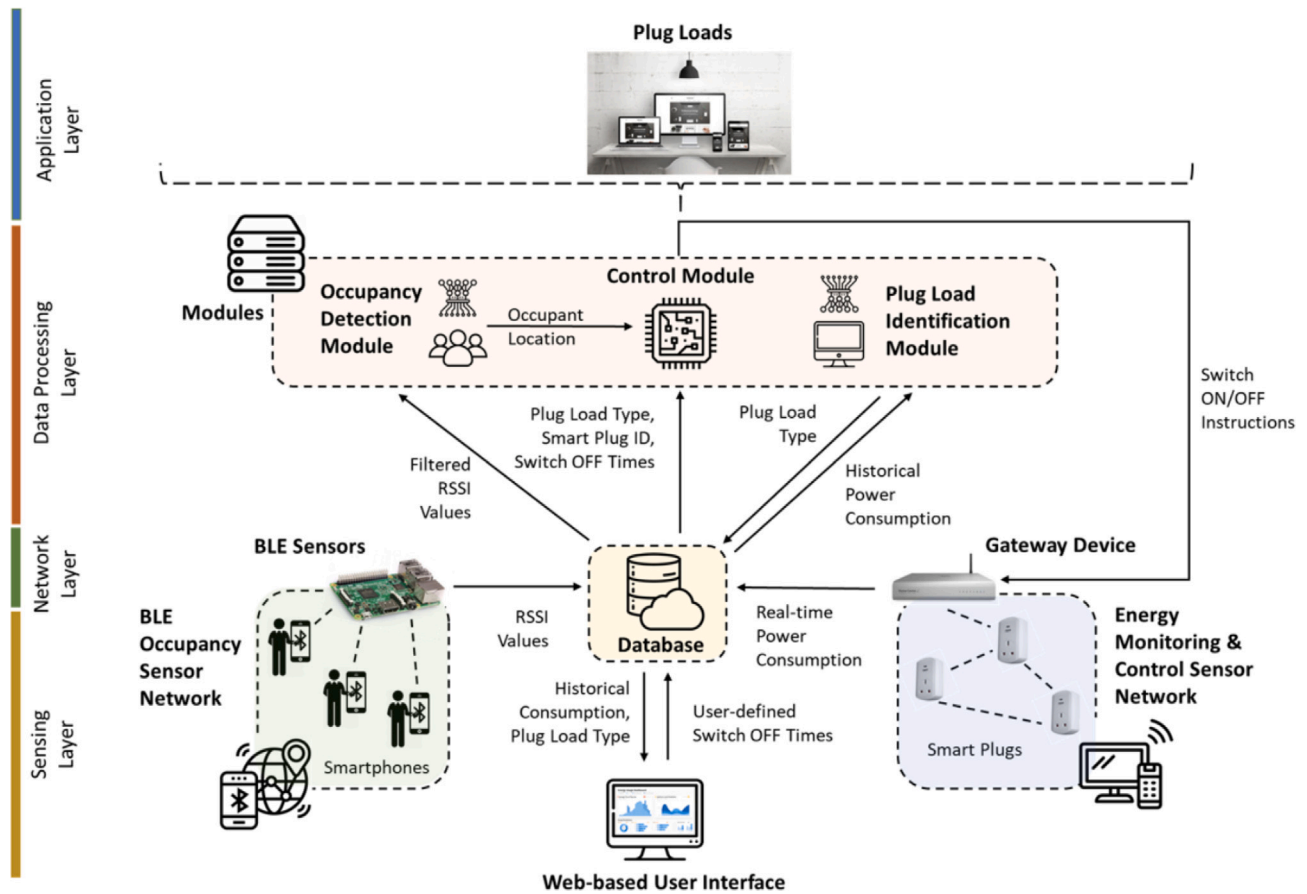 Plug Loads
Application
Layer
Modules
Occupancy
Detection
Module
Occupant
Location
Control Module
Plug Load
Identification
Module
Data Processing
Layer
Switch
ON/OFF
Instructions
Filtered
RSSI
Values
Plug Load Type,
Smart Plug ID,
Switch OFF Times
Plug Load
Type
Historical
Power
Consumption
Network
Layer
BLE Sensors
RSSI
Values
Database
Real-time
Power
Consumption
Gateway Device
BLE
Occupancy
Sensor
Network
Smartphones
Energy
Monitoring &
Control Sensor
Network
Smart Plugs
Sensing
Layer
Historical
Consumption,
Plug Load Type
User-defined
Switch OFF Times
Web-based User Interface